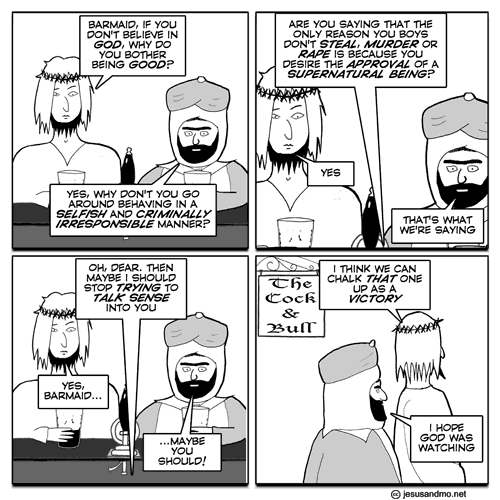 BARMAID, IF YOU
DON'T BELIEVE IN
GOD, WHY DO
YOU BOTHER
BEING GOOD?
YES, WHY DON'T YOU GO
AROUND BEHAVING IN A
SELFISH AND CRIMINALLY
IRRESPONSIBLE MANNER?
ARE YOU SAYING THAT THE
ONLY REASON YOU BOYS
DON'T STEAL, MURDER OR
RAPE IS BECAUSE YOU
DESIRE THE APPROVAL OF A
SUPERNATURAL BEING?
YES
THAT'S WHAT
WE'RE SAYING
OH, DEAR. THEN
MAYBE I SHOULD
STOP TRYING TO
TALK SENSE
INTO YOU
YES,
BARMAID...
...MAYBE
YOU
SHOULD!
The
Cock
&
Bull
I THINK WE CAN
CHALK THAT ONE
UP AS A
VICTORY
I HOPE
GOD WAS
WATCHING
cc jesusandmo.net